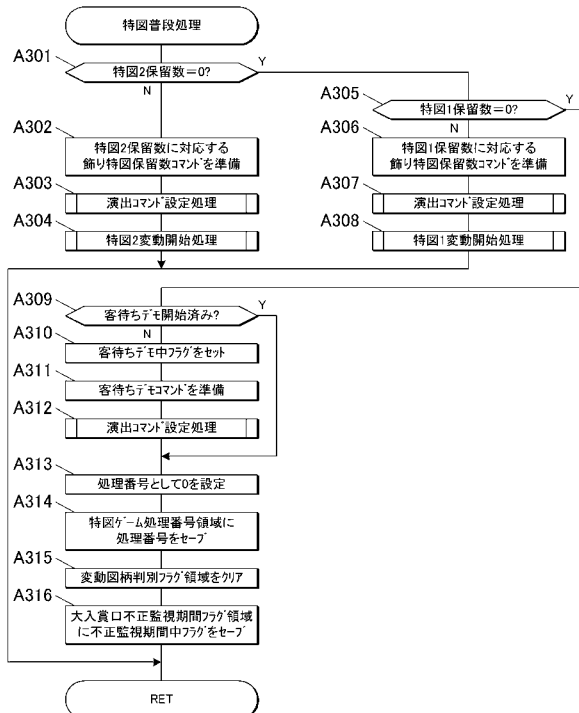 特図普段処理
A301
特図2保留数=0?
Y
N
A305
特図1保留数=0?
Y
N
A302
特図2保留数に対応する
飾り特図保留数コマンドを準備
A306
特図1保留数に対応する
飾り特図保留数コマンドを準備
A303
演出コマンド設定処理
A307
演出コマンド設定処理
A304
特図2変動開始処理
A308
特図1変動開始処理
A309
客待ちデモ開始済み?
Y
N
A310
客待ちデモ中フラグをセット
A311
客待ちデモコマンドを準備
A312
演出コマンド設定処理
A313
処理番号として0を設定
A314
特図ゲーム処理番号領域に
処理番号をセーブ
A315
変動図柄判別フラグ領域をクリア
A316
大入賞口不正監視期間フラグ領域
に不正監視期間中フラグをセーブ
RET